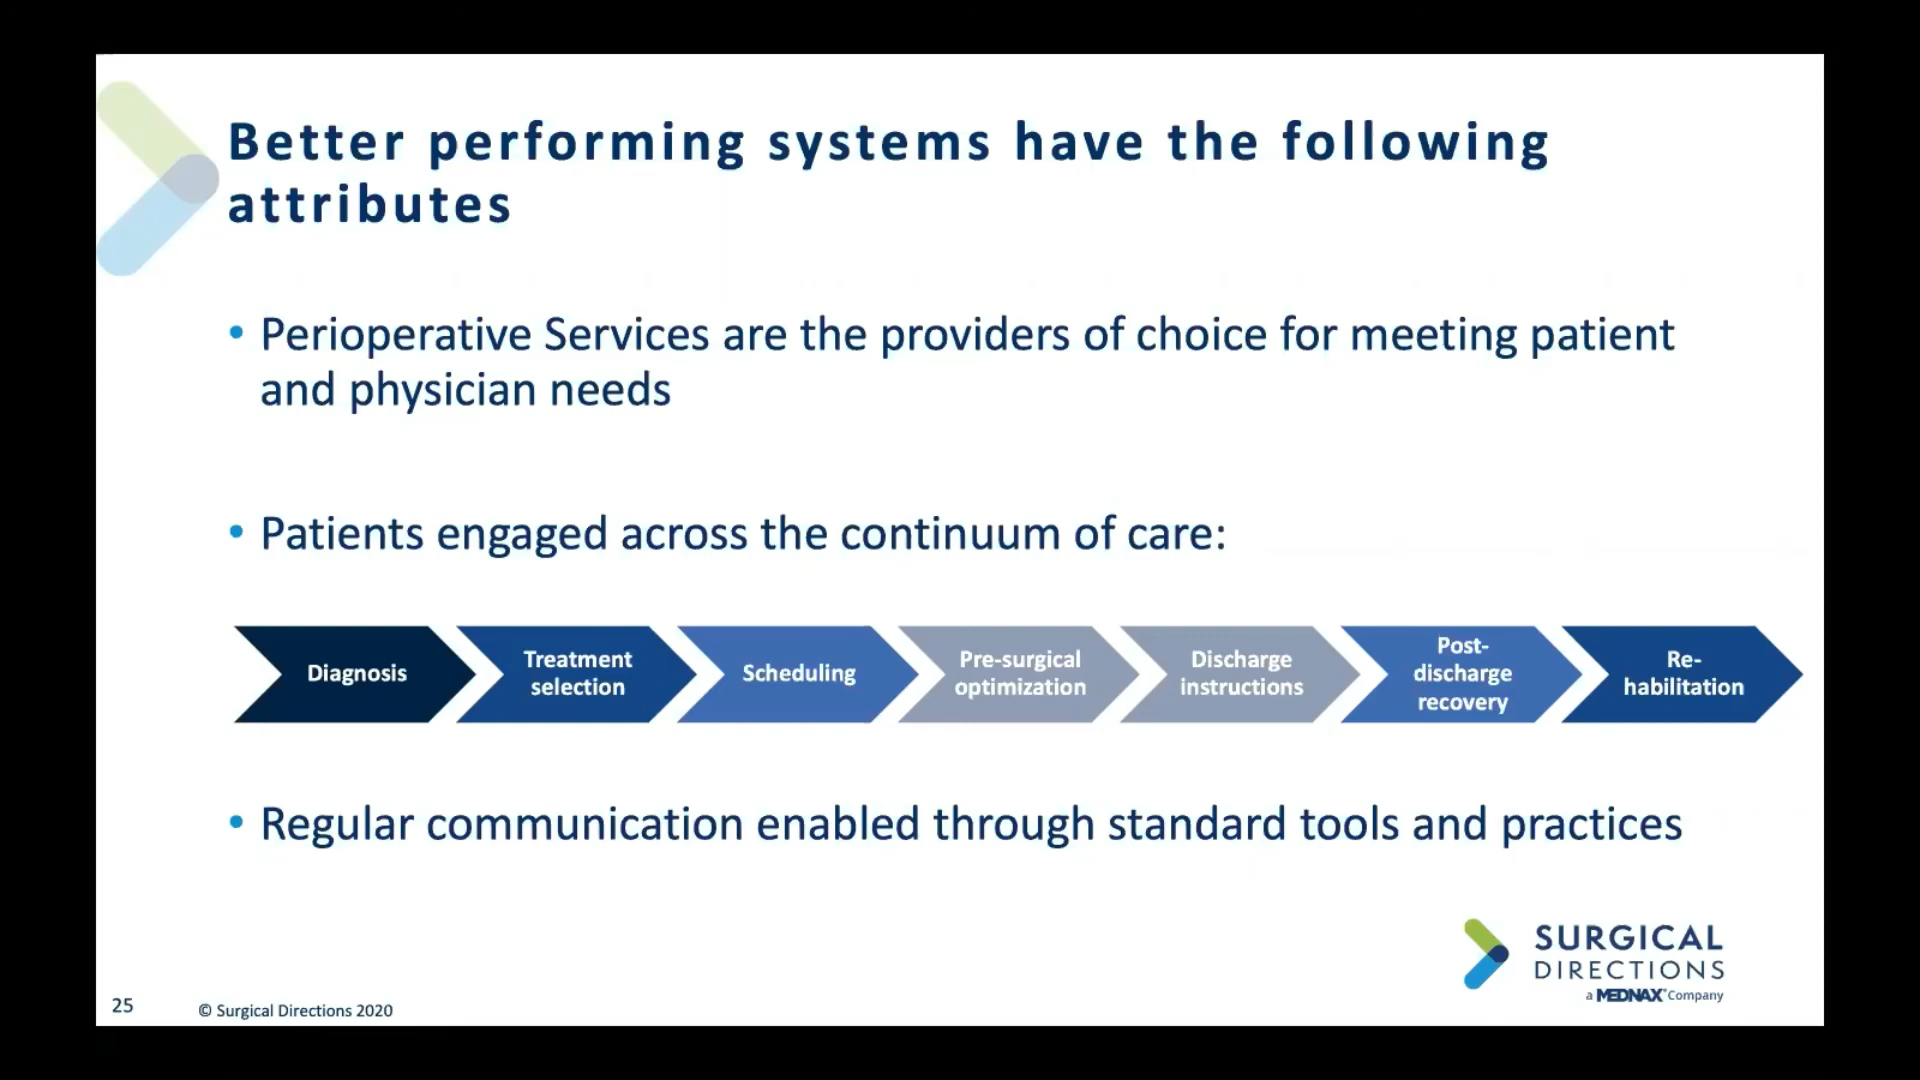 Better performing systems have the following
attributes
• Perioperative Services are the providers of choice for meeting patient
and physician needs
• Patients engaged across the continuum of care:
Diagnosis
Treatment
selection
Scheduling
Pre-surgical
optimization
Discharge
instructions
Post-
discharge
recovery
Re-
habilitation
• Regular communication enabled through standard tools and practices
SURGICAL
DIRECTIONS
a MEDNAX® Company
25
© Surgical Directions 2020